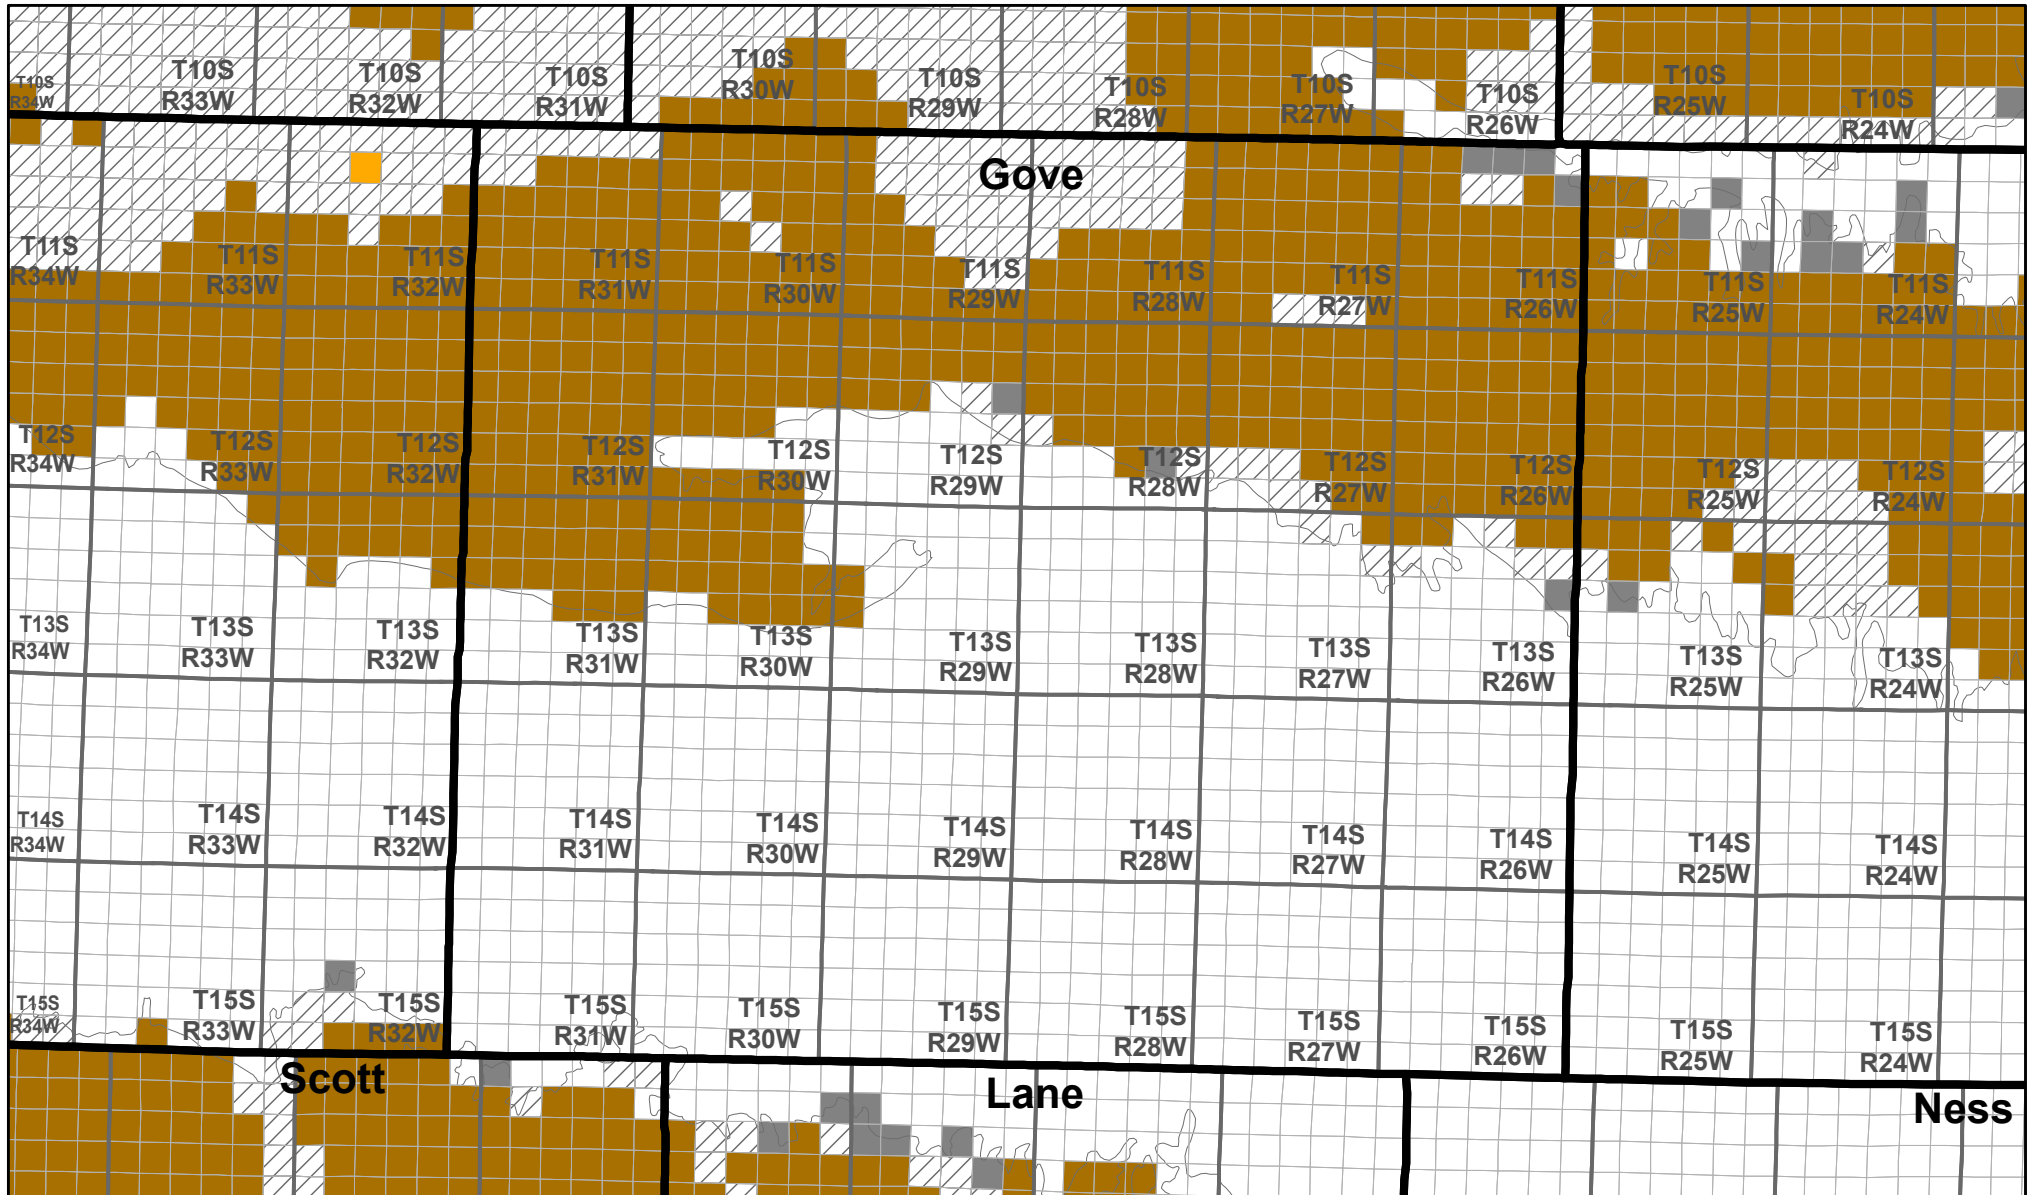 T10S
R34W
T10S
R33W
T10S
R32W
T10S
R31W
T10S
R30W
T10S
R29W
T10S
R28W
T10S
R27W
T10S
R26W
T10S
R25W
T10S
R24W
Gove
T11S
R34W
T11S
R33W
T11S
R32W
T11S
R31W
T11S
R30W
T11S
R29W
T11S
R28W
T11S
R27W
T11S
R26W
T11S
R25W
T11S
R24W
T12S
R34W
T12S
R33W
T12S
R32W
T12S
R31W
T12S
R30W
T12S
R29W
T12S
R28W
T12S
R27W
T12S
R26W
T12S
R25W
T12S
R24W
T13S
R34W
T13S
R33W
T13S
R32W
T13S
R31W
T13S
R30W
T13S
R29W
T13S
R28W
T13S
R27W
T13S
R26W
T13S
R25W
T13S
R24W
T14S
R34W
T14S
R33W
T14S
R32W
T14S
R31W
T14S
R30W
T14S
R29W
T14S
R28W
T14S
R27W
T14S
R26W
T14S
R25W
T14S
R24W
T15S
R34W
T15S
R33W
T15S
R32W
T15S
R31W
T15S
R30W
T15S
R29W
T15S
R28W
T15S
R27W
T15S
R26W
T15S
R25W
T15S
R24W
Scott
Lane
Ness